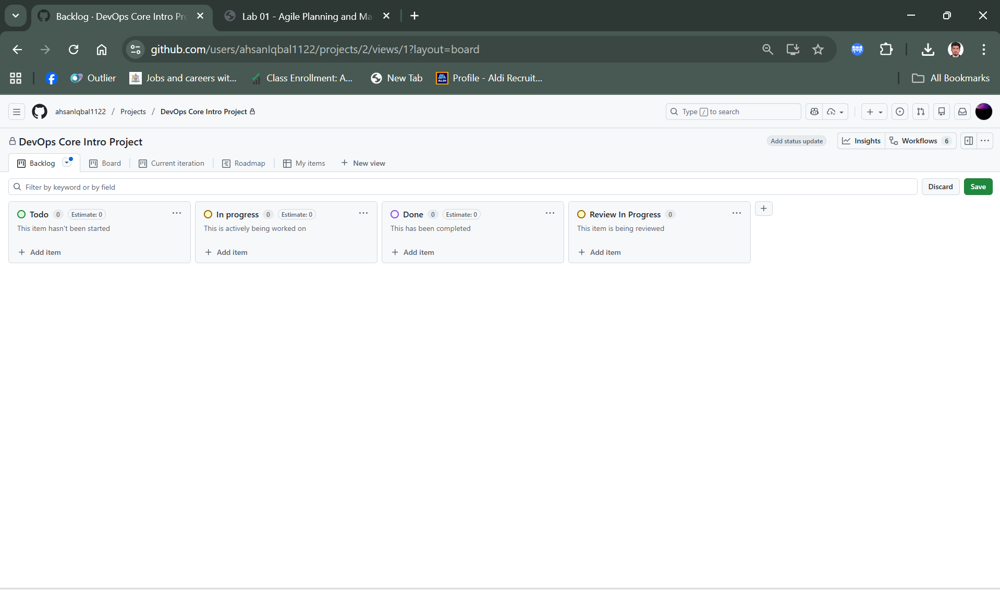 Backlog · DevOps Core Intro Pro
Lab 01 - Agile Planning and Ma
github.com/users/ahsanIqbal1122/projects/2/views/1?layout=board
Outlier
Jobs and careers wit...
Class Enrollment: A...
New Tab
ALDI
Profile - Aldi Recruit...
All Bookmarks
ahsanIqbal1122 / Projects / DevOps Core Intro Project
Type / to search
DevOps Core Intro Project
Add status update
Insights
Workflows 6
Backlog
Board
Current iteration
Roadmap
My items
New view
Filter by keyword or by field
Discard
Save
Todo 0 Estimate: 0
This item hasn't been started
Add item
In progress 0 Estimate: 0
This is actively being worked on
Add item
Done 0 Estimate: 0
This has been completed
Add item
Review In Progress 0
This item is being reviewed
Add item